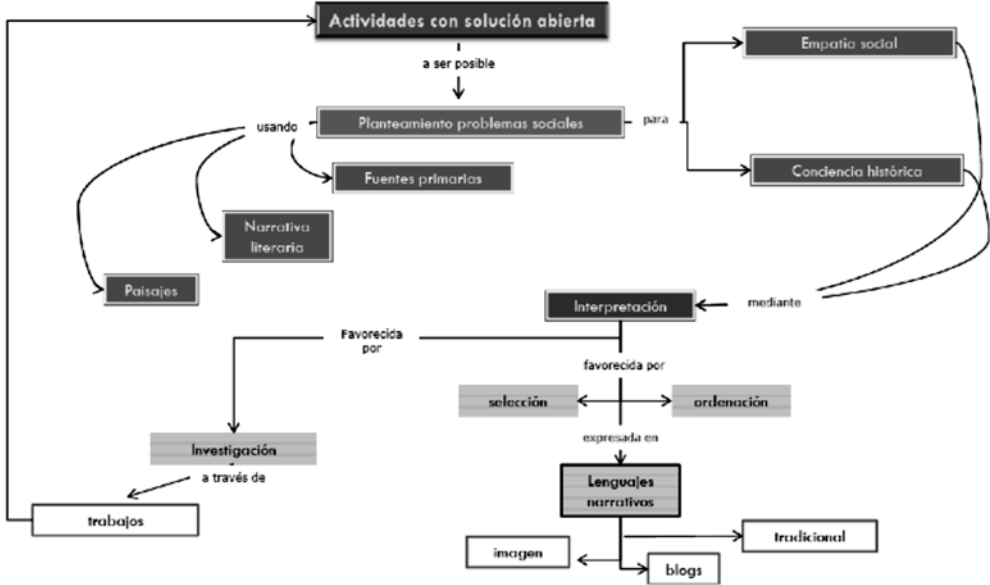 Actividades con solución abierta
a ser posible
Empatia social
usando
Planteamiento problemas sociales
para
Fuentes primarias
Conciencia histórica
Narrativa
literaria
Paisajes
Interpretación
mediante
Favorecida
por
favorecida por
selección
ordenación
Investigación
expresada en
a través de
Lenguajes
narrativos
trabajos
tradicional
imagen
blogs